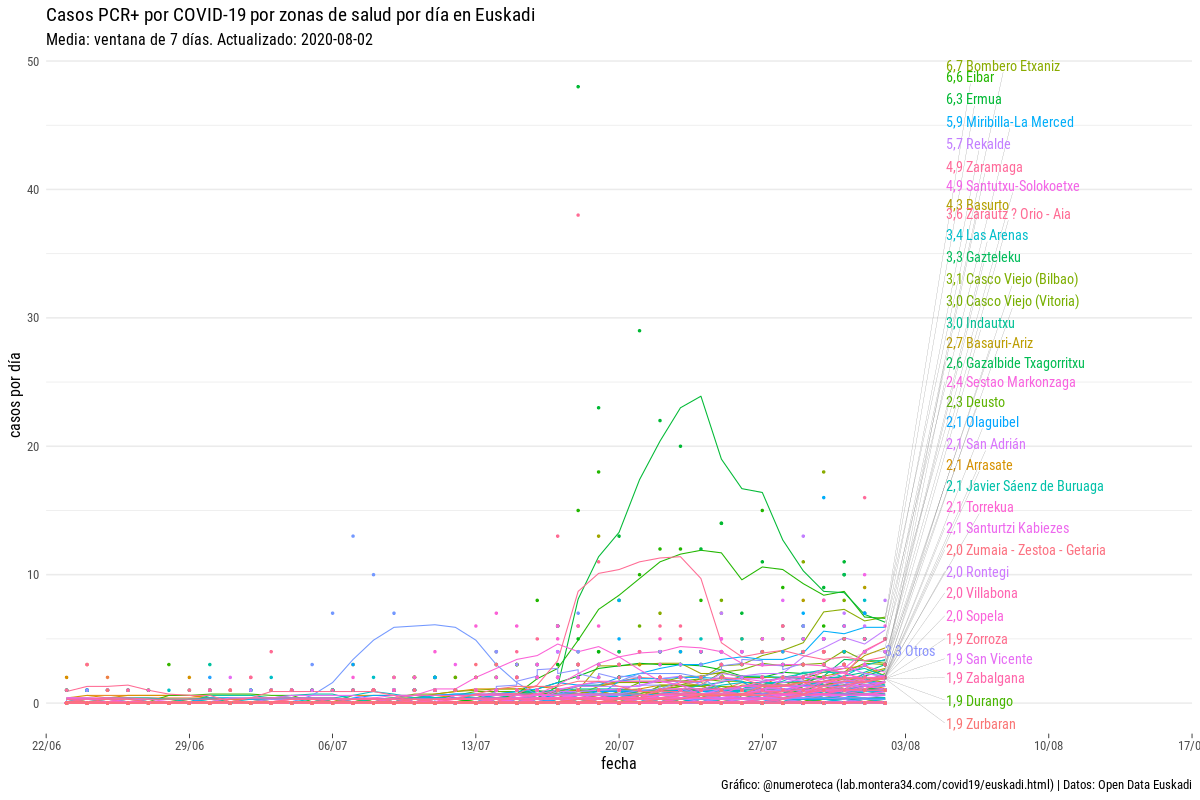 Casos PCR+ por COVID-19 por zonas de salud por día en Euskadi
Media: ventana de 7 días. Actualizado: 2020-08-02
50
40
30
20
10
0
casos por día
6,7 Bombero Etxaniz
6,6 Eibar
6,3 Ermua
5,9 Miribilla-La Merced
5,7 Rekalde
4,9 Zaramaga
4,9 Santutxu-Solokoetxe
4,3 Basurto
3,6 Zarautz ? Orio - Aia
3,4 Las Arenas
3,3 Gazteleku
3,1 Casco Viejo (Bilbao)
3,0 Casco Viejo (Vitoria)
3,0 Indautxu
2,7 Basauri-Ariz
2,6 Gazalbide Txagorritxu
2,4 Sestao Markonzaga
2,3 Deusto
2,1 Olaguibel
2,1 San Adrián
2,1 Arrasate
2,1 Javier Sáenz de Buruaga
2,1 Torrekua
2,1 Santurtzi Kabiezes
2,0 Zumaia - Zestoa - Getaria
2,0 Rontegi
2,0 Villabona
2,0 Sopela
1,9 Zorroza
3,3 Otros
1,9 San Vicente
1,9 Zabalgana
1,9 Durango
1,9 Zurbaran
22/06 29/06 06/07 13/07 20/07 27/07 03/08 10/08 17/0
fecha
Gráfico: @numeroteca (lab.montera34.com/covid19/euskadi.html) | Datos: Open Data Euskadi